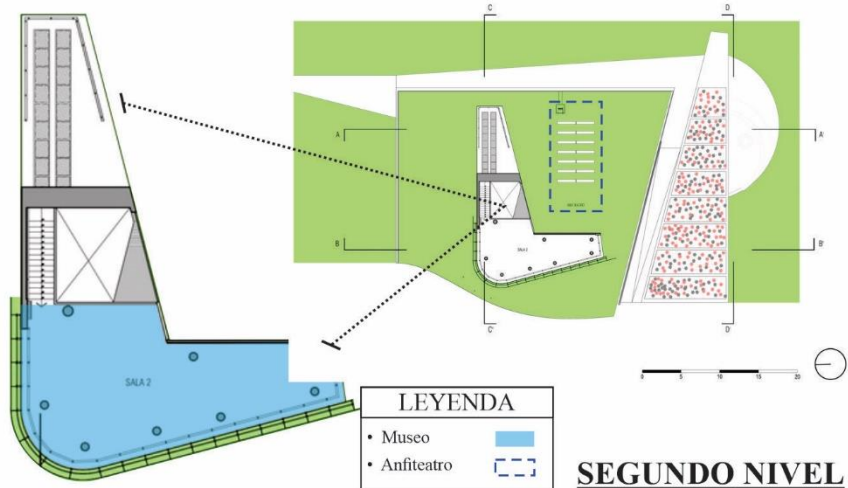 C
D
A
A'
B
B'
SALA 2
C'
D'
0 5 10 15 20
SALA 2
LEYENDA
• Museo
• Anfiteatro
SEGUNDO NIVEL